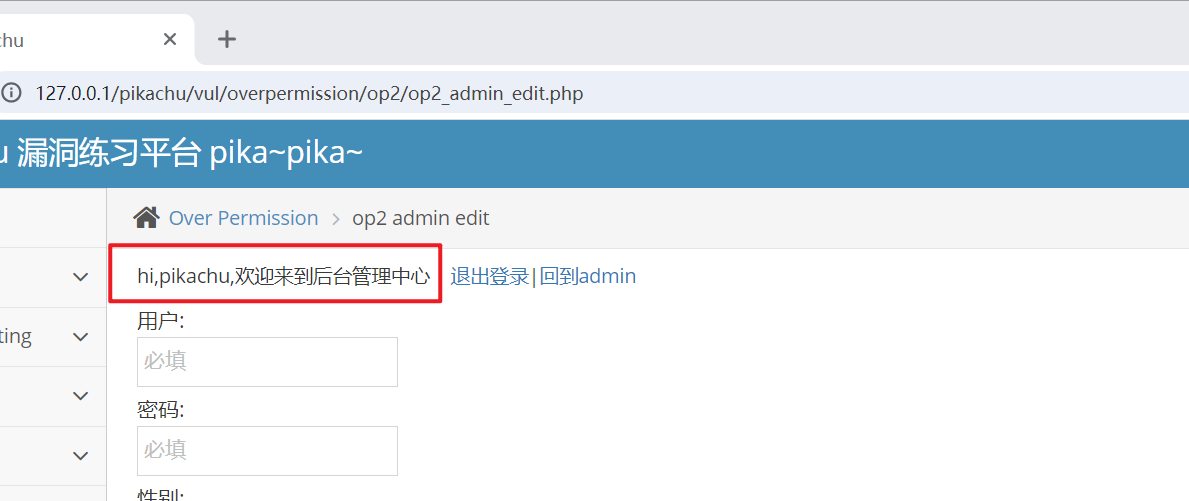 chu
127.0.0.1/pikachu/vul/overpermission/op2/op2_admin_edit.php
u 漏洞练习平台 pika~pika~
Over Permission > op2 admin edit
hi,pikachu,欢迎来到后台管理中心 退出登录|回到admin
用户:
必填
ting
密码:
必填
性别: